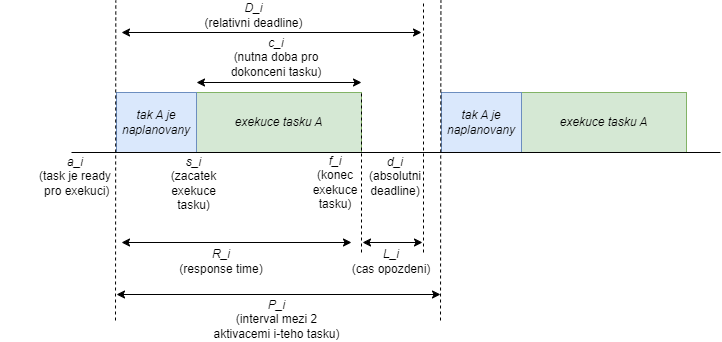 D_i
(relativni deadline)
c_i
(nutna doba pro
dokonceni tasku)
tak A je
naplanovany
exekuce tasku A
tak A je
naplanovany
exekuce tasku A
a_i
(task je ready
pro exekuci)
s_i
(zacatek
exekuce
tasku)
f_i
(konec
exekuce
tasku)
d_i
(absolutni
deadline)
R_i
(response time)
L_i
(cas opozdeni)
P_i
(interval mezi 2
aktivacemi i-teho tasku)